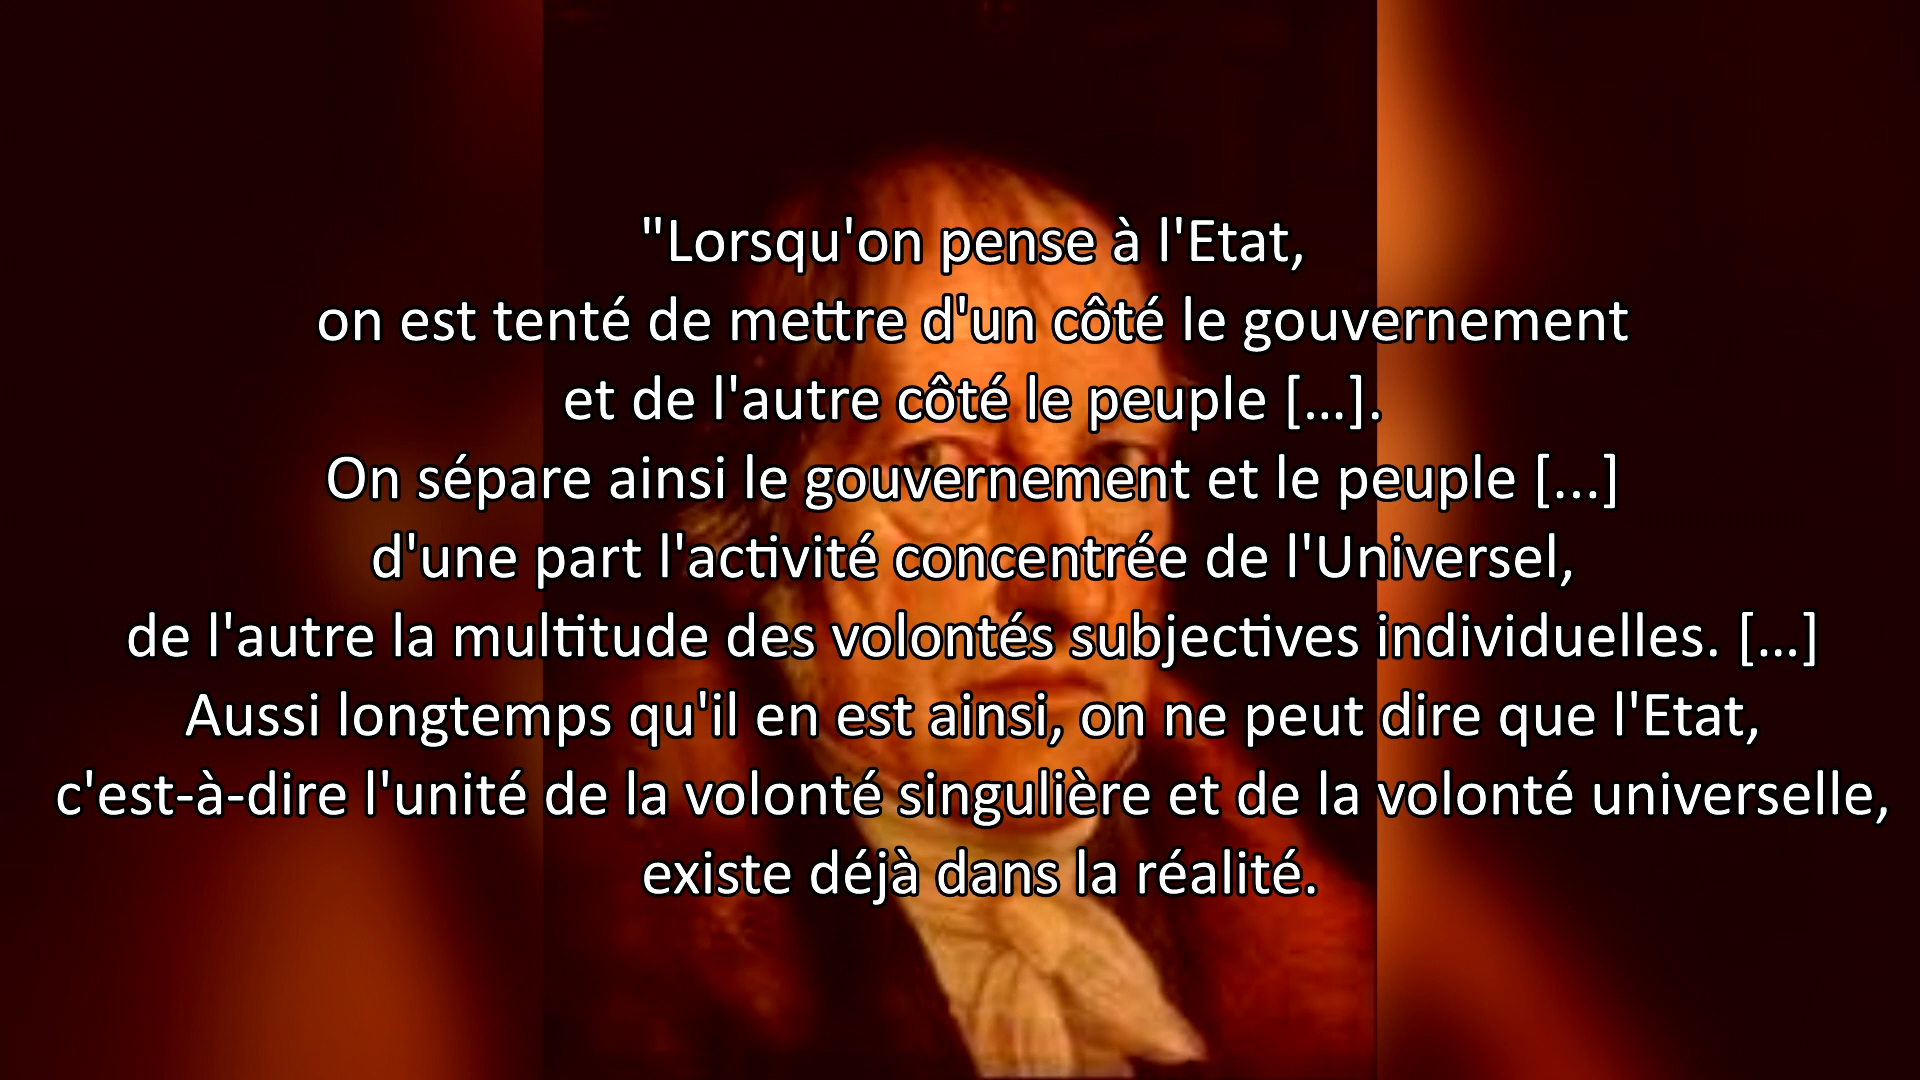 "Lorsqu'on pense à l'Etat,
on est tenté de mettre d'un côté le gouvernement
et de l'autre côté le peuple [...].
On sépare ainsi le gouvernement et le peuple [...]
d'une part l'activité concentrée de l'Universel,
de l'autre la multitude des volontés subjectives individuelles. [...]
Aussi longtemps qu'il en est ainsi, on ne peut dire que l'Etat,
c'est-à-dire l'unité de la volonté singulière et de la volonté universelle,
existe déjà dans la réalité.